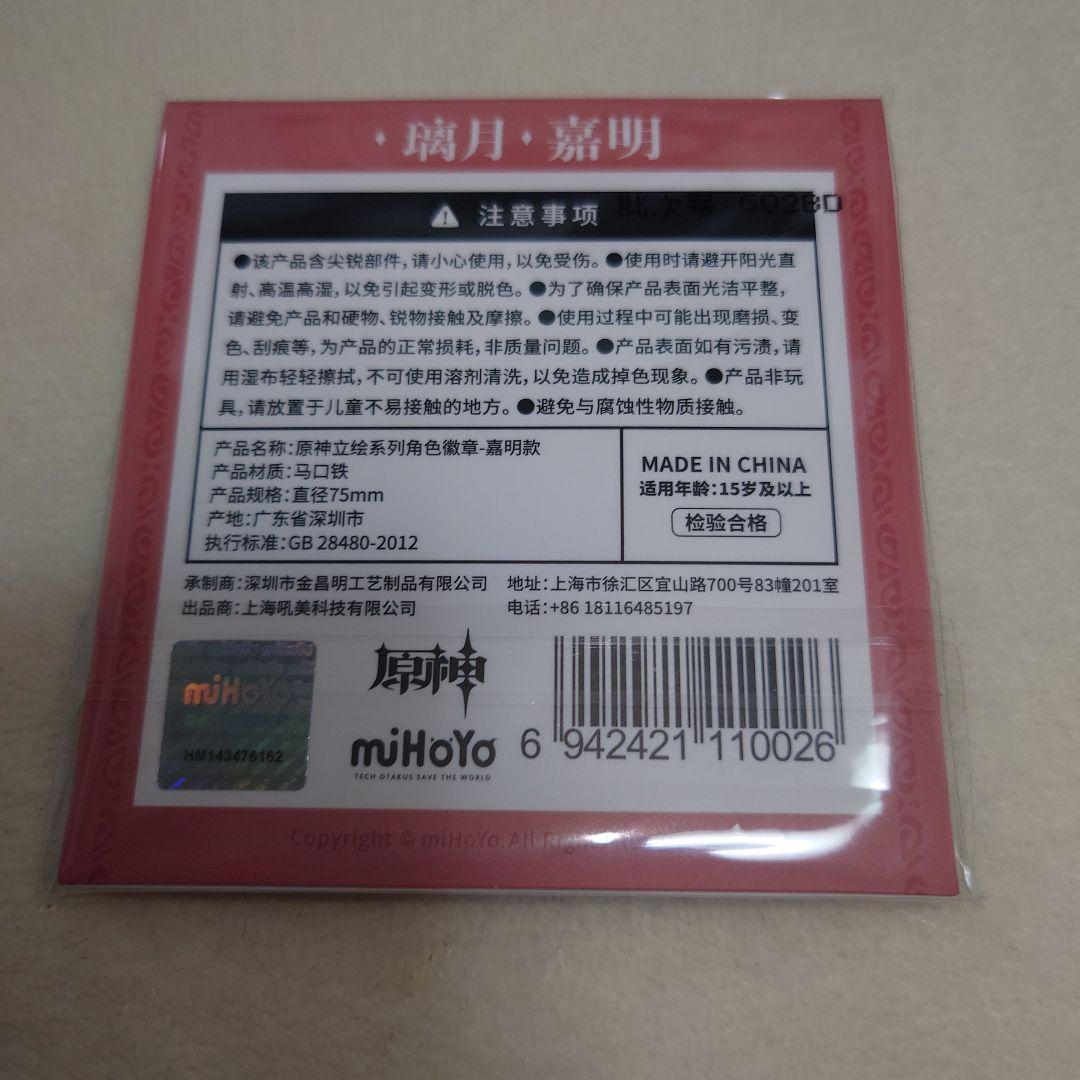 璃月·嘉明
注意事项 批次号:G02BD
●该产品含尖锐部件,请小心使用,以免受伤。●使用时请避开阳光直
射、高温高湿,以免引起变形或脱色。●为了确保产品表面光洁平整,
请避免产品和硬物、锐物接触及摩擦。●使用过程中可能出现磨损、变
色、刮痕等,为产品的正常损耗,非质量问题。●产品表面如有污渍,请
用湿布轻轻擦拭,不可使用溶剂清洗,以免造成掉色现象。●产品非玩
具,请放置于儿童不易接触的地方。●避免与腐蚀性物质接触。
产品名称:原神立绘系列角色徽章-嘉明款
产品材质:马口铁
产品规格:直径75mm
产地:广东省深圳市
执行标准:GB 28480-2012
MADE IN CHINA
适用年龄:15岁及以上
检验合格
承制商:深圳市金昌明工艺制品有限公司
出品商:上海吼美科技有限公司
地址:上海市徐汇区宜山路700号83幢201室
电话:+86 18116485197
miHoYo
HM143476162
原神
miHoYo
TECH OTAKUS SAVE THE WORLD
6 942421 110026
Copyright © miHoYo. All